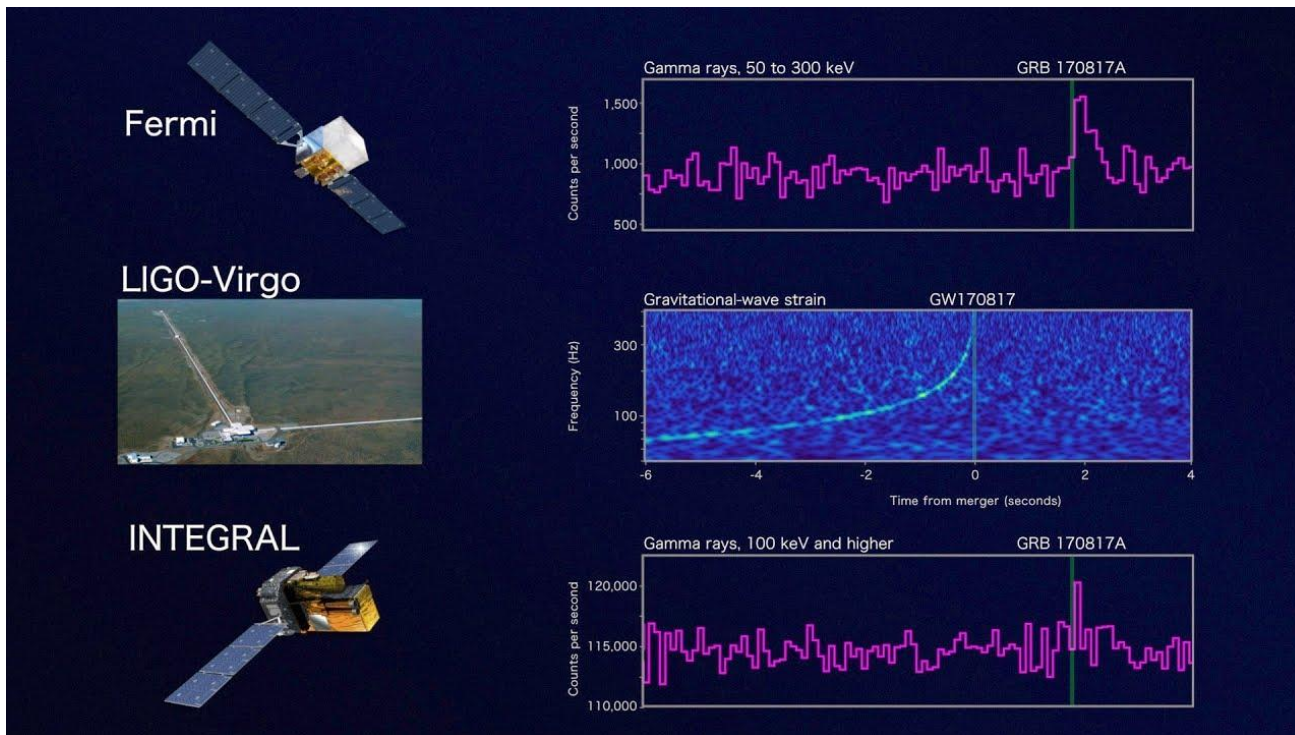 Fermi
Gamma rays, 50 to 300 keV GRB 170817A
Counts per second
1,500
1,000
500
LIGO-Virgo
Gravitational-wave strain GW170817
Frequency (Hz)
300
100
-6 -4 -2 0 2 4
Time from merger (seconds)
INTEGRAL
Gamma rays, 100 keV and higher GRB 170817A
Counts per second
120,000
115,000
110,000